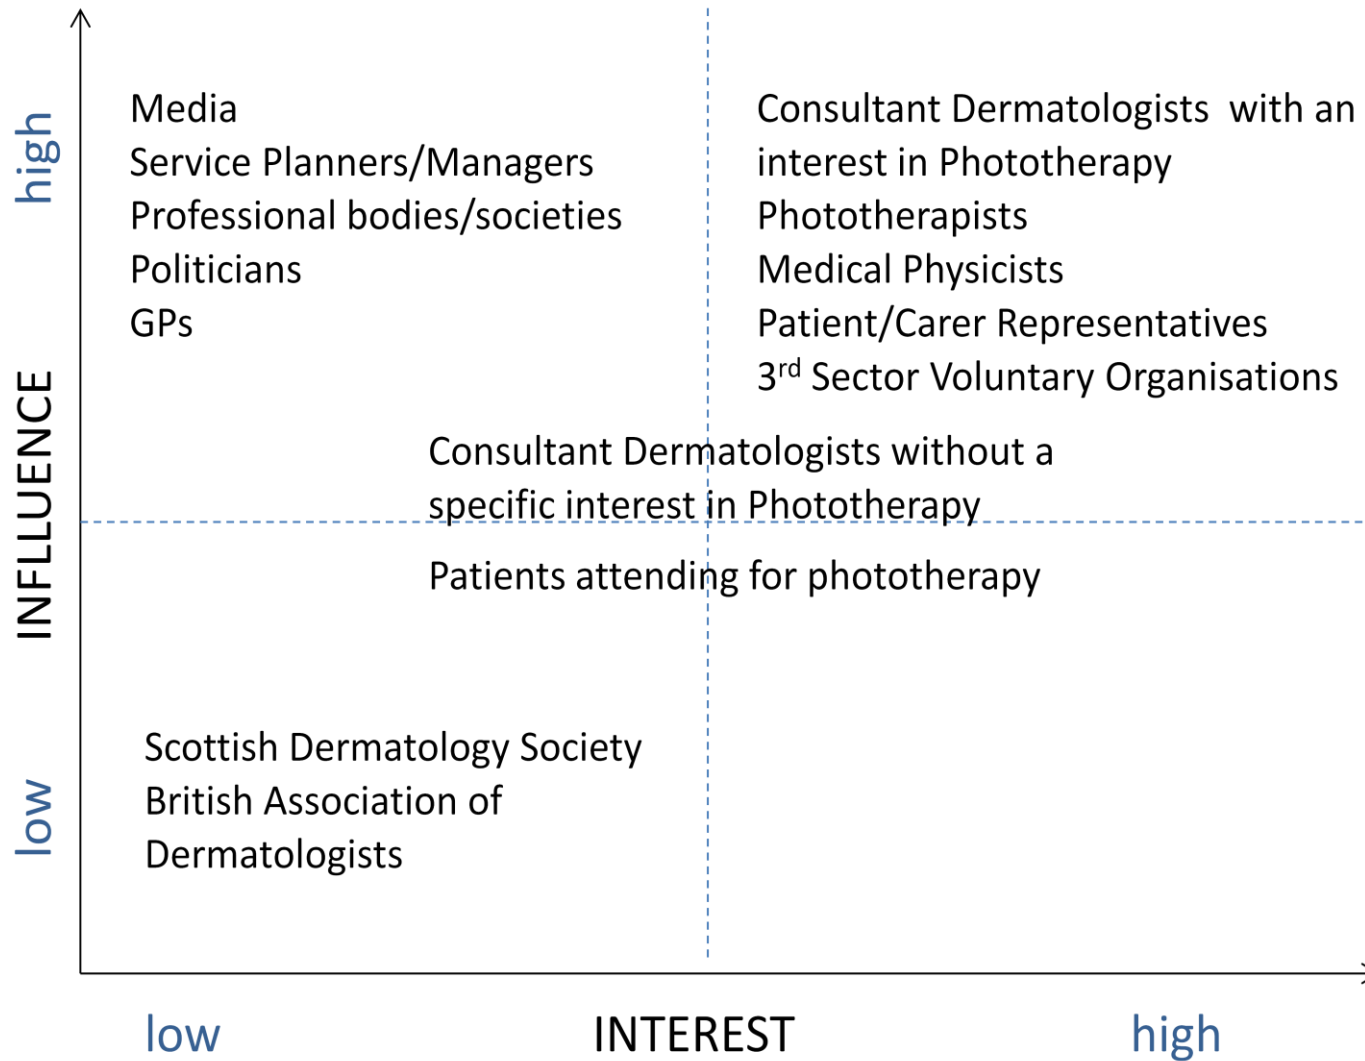 high
Media
Service Planners/Managers
Professional bodies/societies
Politicians
GPs
Consultant Dermatologists with an
interest in Phototherapy
Phototherapists
Medical Physicists
Patient/Carer Representatives
3rd Sector Voluntary Organisations
INFLUENCE
Consultant Dermatologists without a
specific interest in Phototherapy
Patients attending for phototherapy
low
Scottish Dermatology Society
British Association of
Dermatologists
low
INTEREST
high